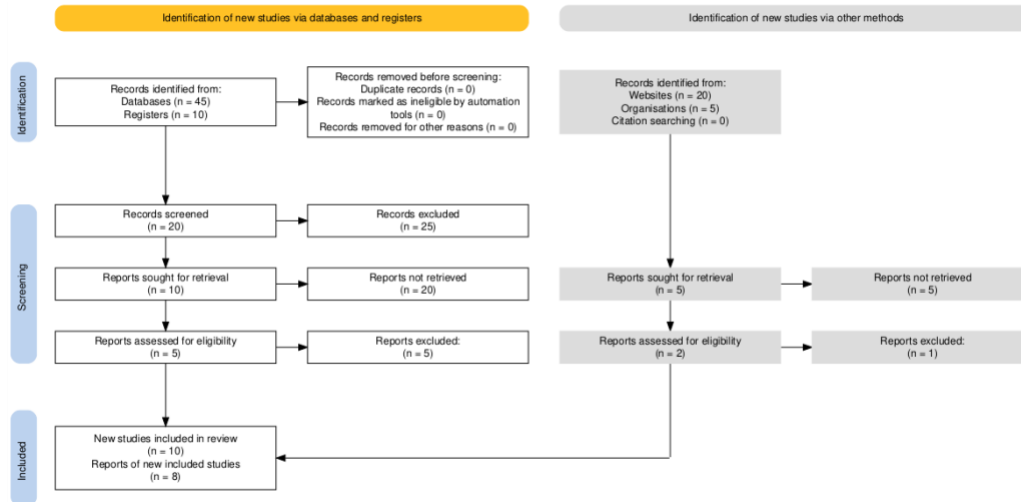 Identification of new studies via databases and registers
Identification of new studies via other methods
Identification
Records identified from:
Databases (n = 45)
Registers (n = 10)
Records removed before screening:
Duplicate records (n = 0)
Records marked as ineligible by automation
tools (n = 0)
Records removed for other reasons (n = 0)
Records identified from:
Websites (n = 20)
Organisations (n = 5)
Citation searching (n = 0)
Screening
Records screened
(n = 20)
Records excluded
(n = 25)
Reports sought for retrieval
(n = 10)
Reports not retrieved
(n = 20)
Reports sought for retrieval
(n = 5)
Reports not retrieved
(n = 5)
Reports assessed for eligibility
(n = 5)
Reports excluded:
(n = 5)
Reports assessed for eligibility
(n = 2)
Reports excluded:
(n = 1)
Included
New studies included in review
(n = 10)
Reports of new included studies
(n = 8)